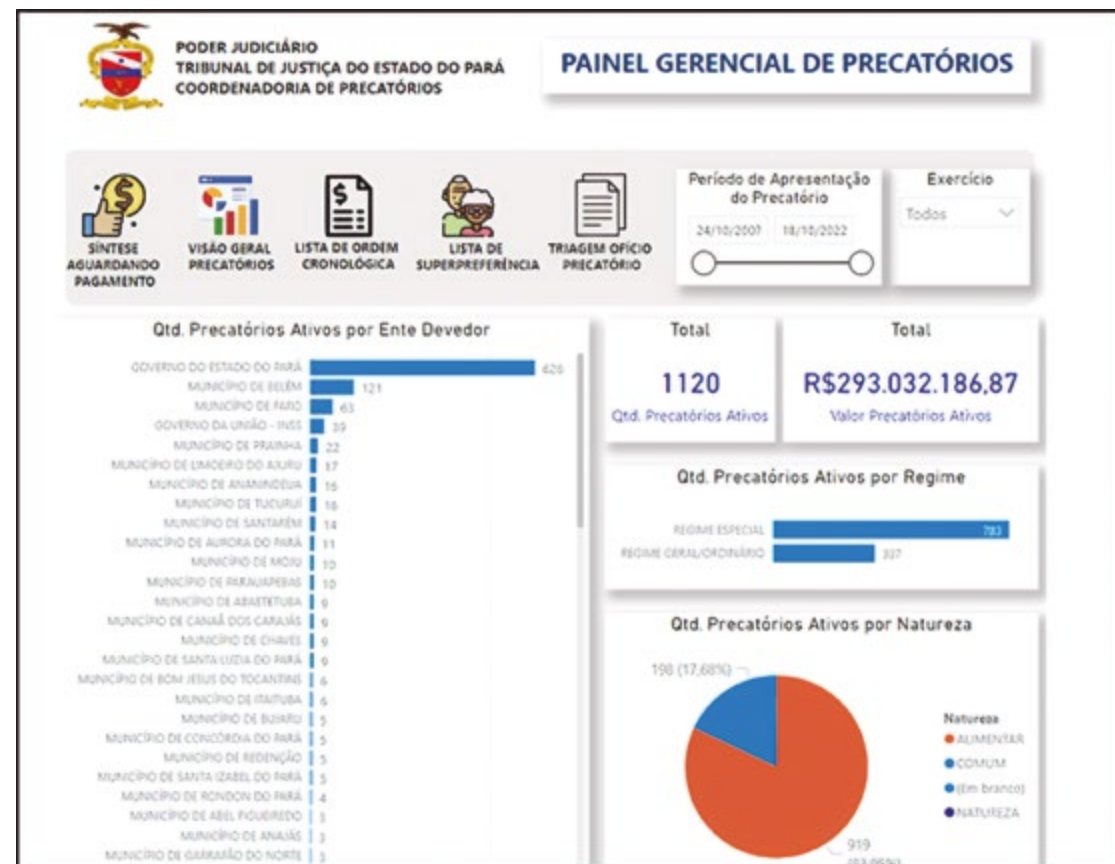 PODER JUDICIÁRIO
TRIBUNAL DE JUSTIÇA DO ESTADO DO PARÁ
COORDENADORIA DE PRECATÓRIOS
PAINEL GERENCIAL DE PRECATÓRIOS
SÍNTESE
AGUARDANDO
PAGAMENTO
VISÃO GERAL
PRECATÓRIOS
LISTA DE ORDEM
CRONOLÓGICA
LISTA DE
SUPERPREFERÊNCIA
TRIAGEM OFÍCIO
PRECATÓRIO
Período de Apresentação
do Precatório
24/10/2007 18/10/2022
Exercício
Todos
Qtd. Precatórios Ativos por Ente Devedor
GOVERNO DO ESTADO DO PARÁ 426
MUNICÍPIO DE BELÉM 121
MUNICÍPIO DE FARO 63
GOVERNO DA UNIÃO - INSS 39
MUNICÍPIO DE PRAINHA 22
MUNICÍPIO DE LIMOEIRO DO AJURU 17
MUNICÍPIO DE ANANINDEUA 16
MUNICÍPIO DE TUCURUÍ 16
MUNICÍPIO DE SANTARÉM 14
MUNICÍPIO DE AURORA DO PARÁ 11
MUNICÍPIO DE MOJU 10
MUNICÍPIO DE PARAUAPEBAS 10
MUNICÍPIO DE ABAETETUBA 9
MUNICÍPIO DE CANAÃ DOS CARAJÁS 9
MUNICÍPIO DE CHAVES 9
MUNICÍPIO DE SANTA LUZIA DO PARÁ 9
MUNICÍPIO DE BOM JESUS DO TOCANTINS 6
MUNICÍPIO DE ITAITUBA 6
MUNICÍPIO DE BUJARU 5
MUNICÍPIO DE CONCÓRDIA DO PARÁ 5
MUNICÍPIO DE REDENÇÃO 5
MUNICÍPIO DE SANTA IZABEL DO PARÁ 5
MUNICÍPIO DE RONDON DO PARÁ 4
MUNICÍPIO DE ABEL FIGUEIREDO 3
MUNICÍPIO DE ANAJÁS 3
MUNICÍPIO DE GARRAFÃO DO NORTE 3
Total
1120
Qtd. Precatórios Ativos
Total
R$293.032.186,87
Valor Precatórios Ativos
Qtd. Precatórios Ativos por Regime
REGIME ESPECIAL 783
REGIME GERAL/ORDINÁRIO 337
Qtd. Precatórios Ativos por Natureza
198 (17,68%)
919
Natureza
ALIMENTAR
COMUM
(Em branco)
NATUREZA